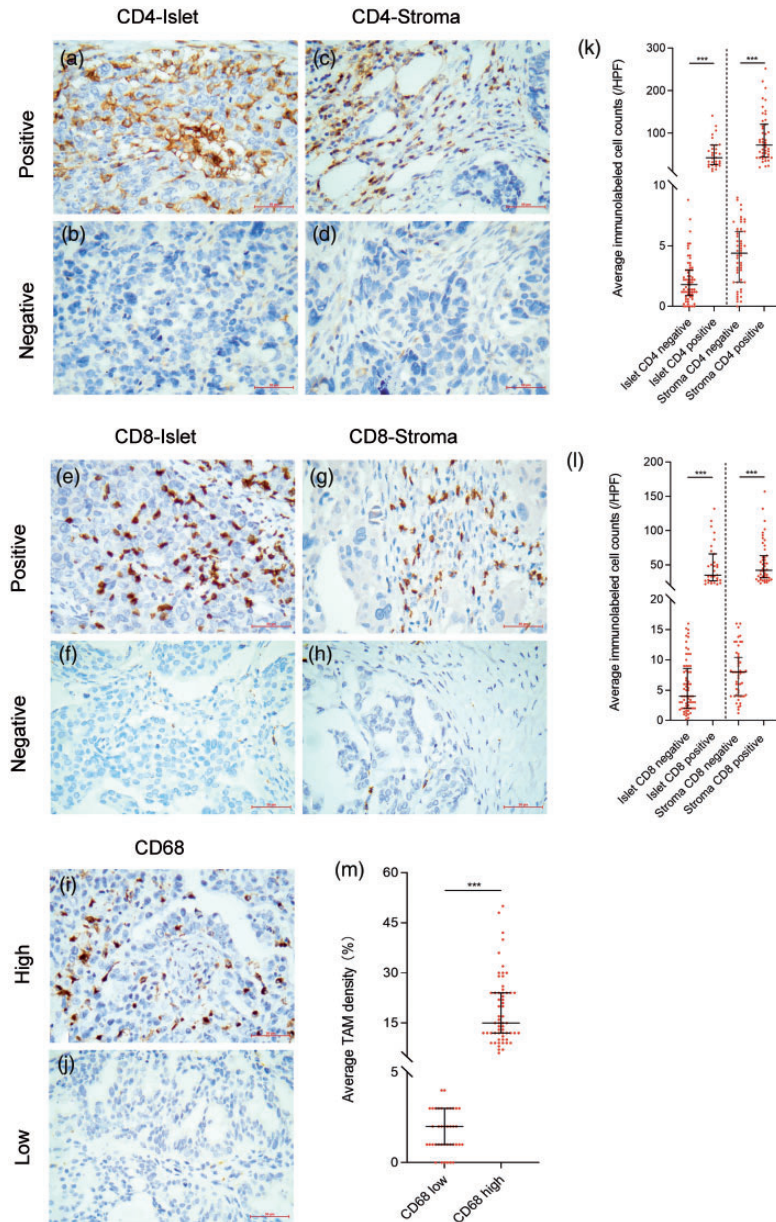 CD4-Islet
CD4-Stroma
(a)
(c)
(k)
Positive
(b)
(d)
Negative
Average immunolabeled cell counts (/HPF)
300
200
100
10
5
0
***
***
Islet CD4 negative
Islet CD4 positive
Stroma CD4 negative
Stroma CD4 positive
CD8-Islet
CD8-Stroma
(e)
(g)
(l)
Positive
(f)
(h)
Negative
Average immunolabeled cell counts (/HPF)
200
150
100
50
20
15
10
5
0
***
***
Islet CD8 negative
Islet CD8 positive
Stroma CD8 negative
Stroma CD8 positive
CD68
(i)
(m)
High
(j)
Low
Average TAM density (%)
60
45
30
15
5
0
***
CD68 low
CD68 high